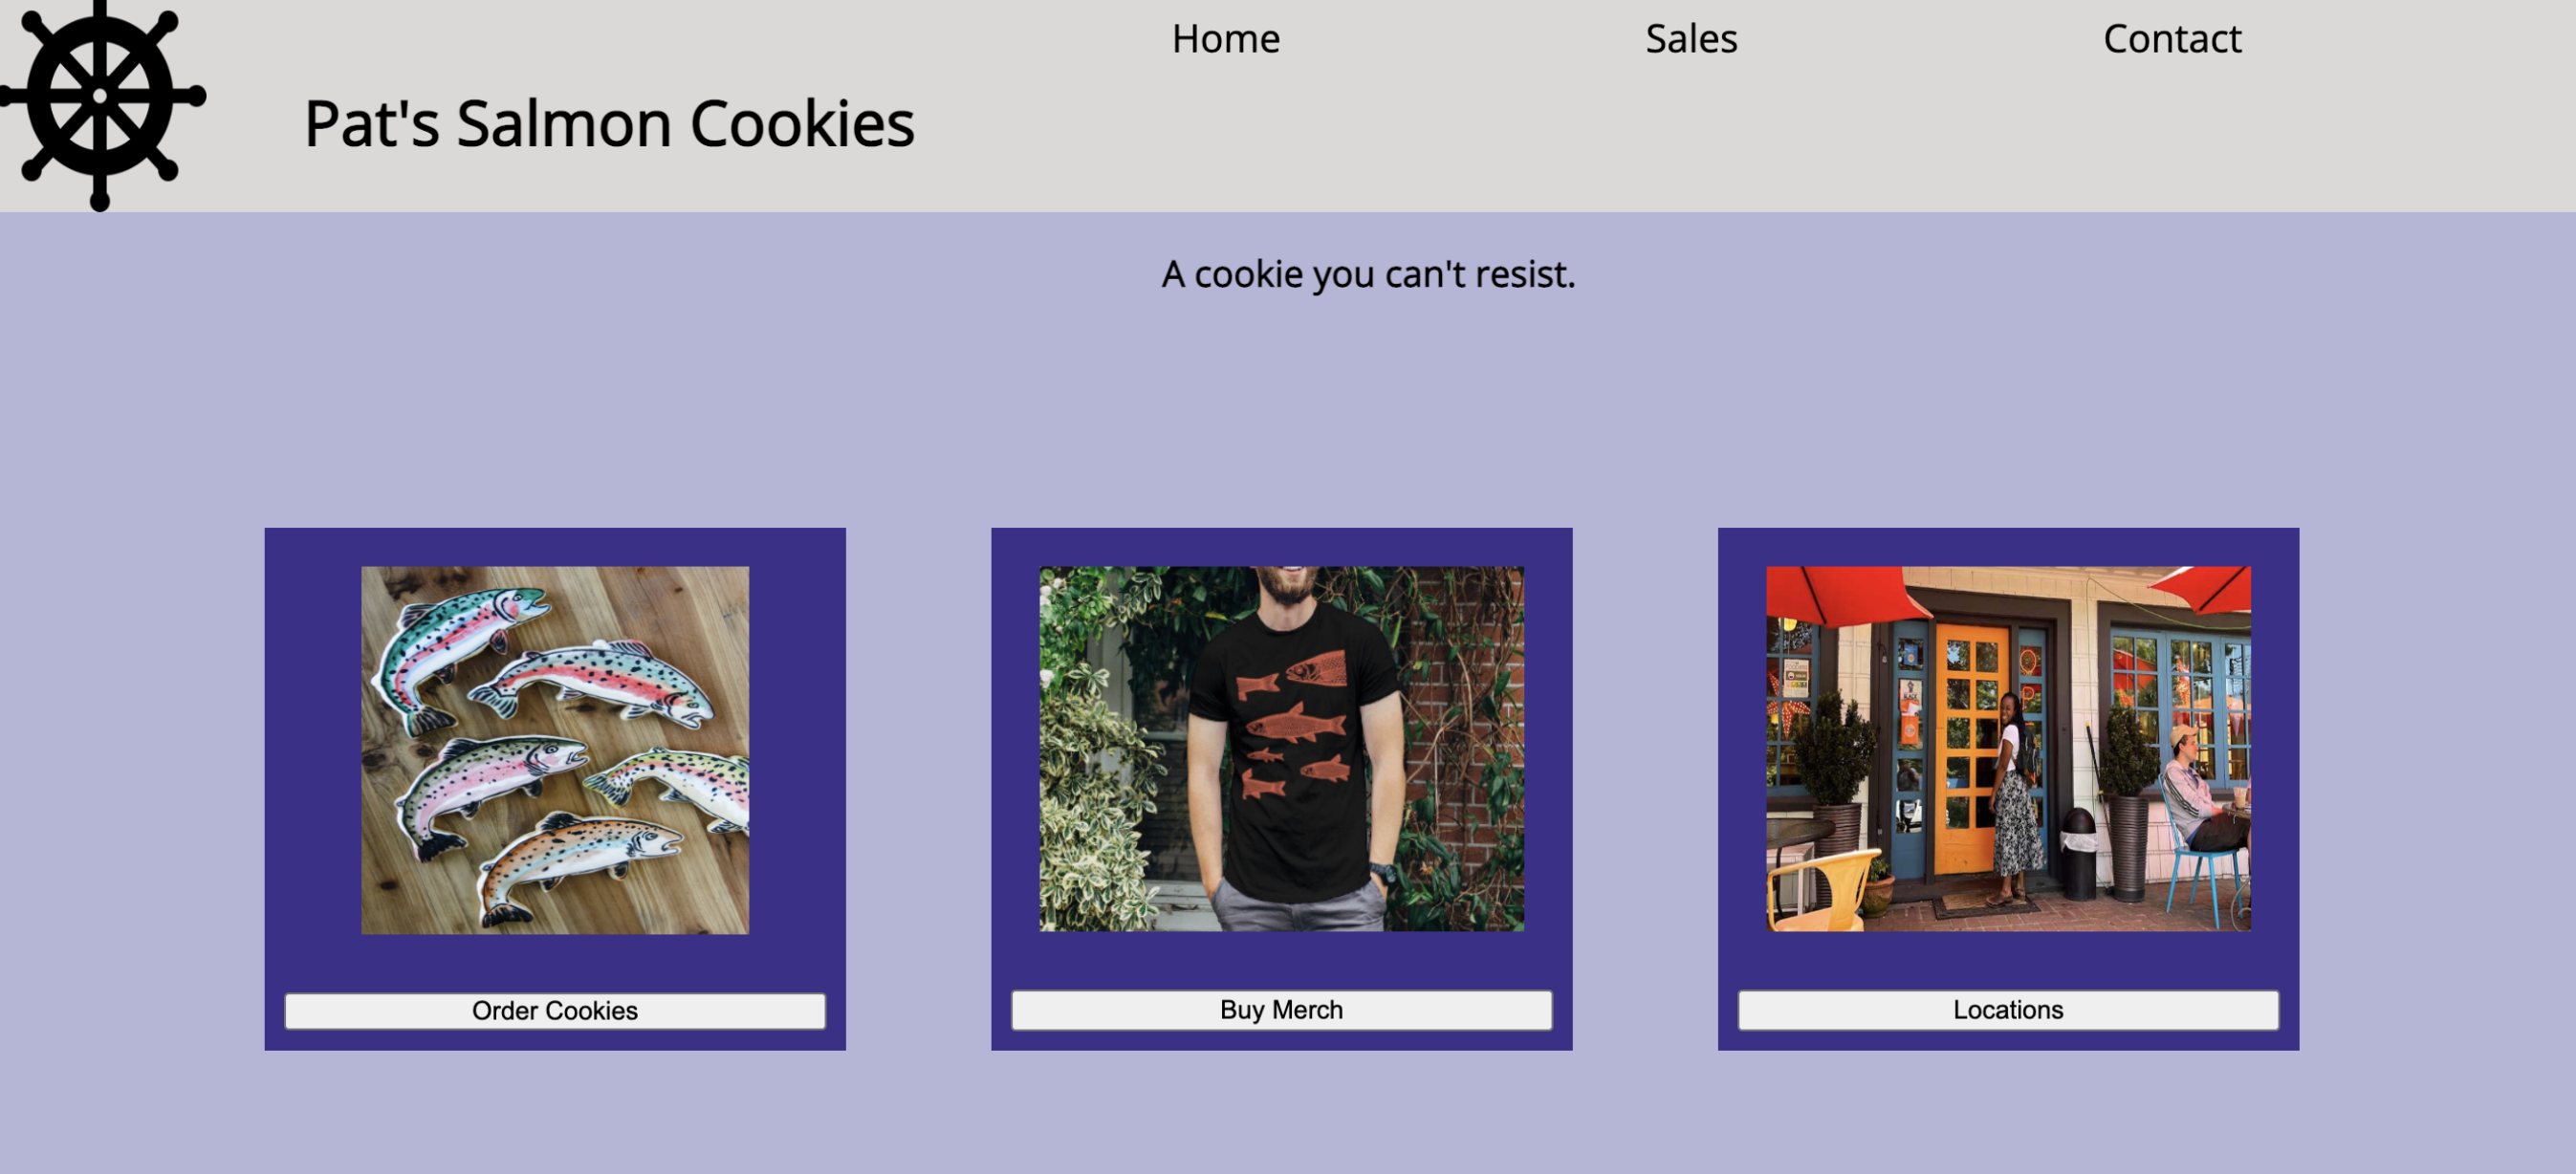 Home Sales Contact
Pat's Salmon Cookies
A cookie you can't resist.
Order Cookies
Buy Merch
Locations